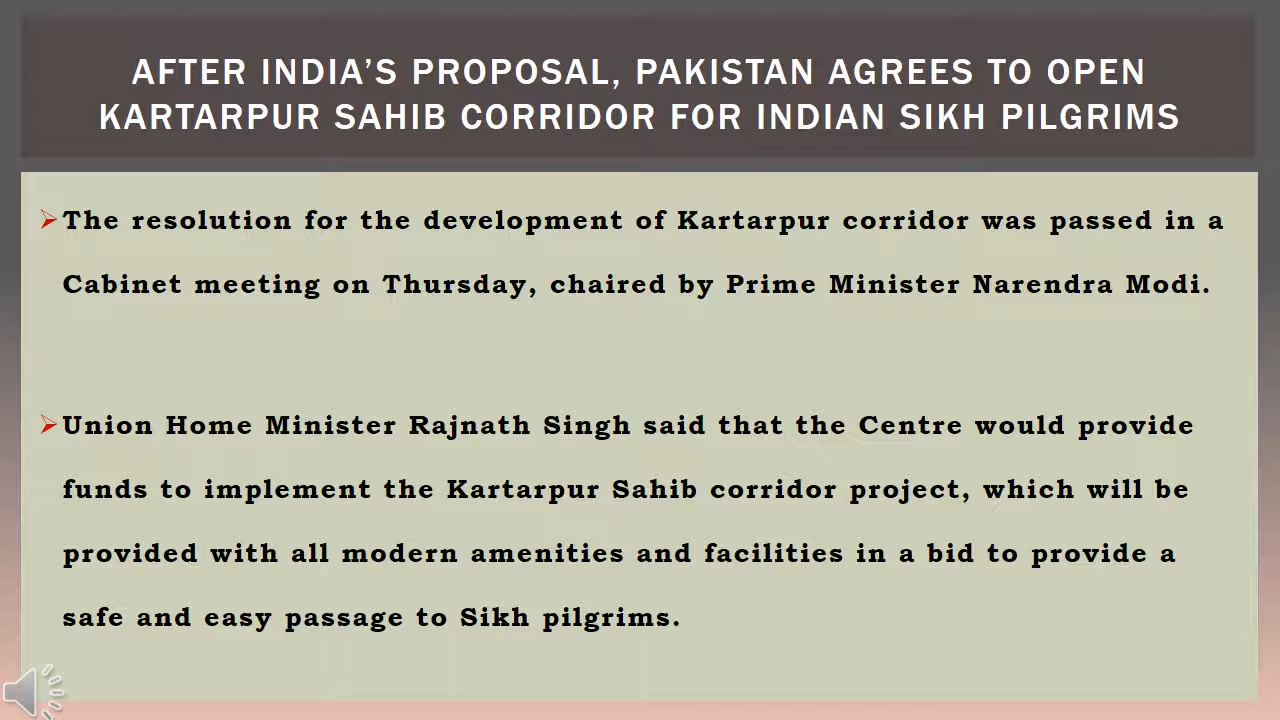 AFTER INDIA’S PROPOSAL, PAKISTAN AGREES TO OPEN
KARTARPUR SAHIB CORRIDOR FOR INDIAN SIKH PILGRIMS
The resolution for the development of Kartarpur corridor was passed in a
Cabinet meeting on Thursday, chaired by Prime Minister Narendra Modi.
Union Home Minister Rajnath Singh said that the Centre would provide
funds to implement the Kartarpur Sahib corridor project, which will be
provided with all modern amenities and facilities in a bid to provide a
safe and easy passage to Sikh pilgrims.